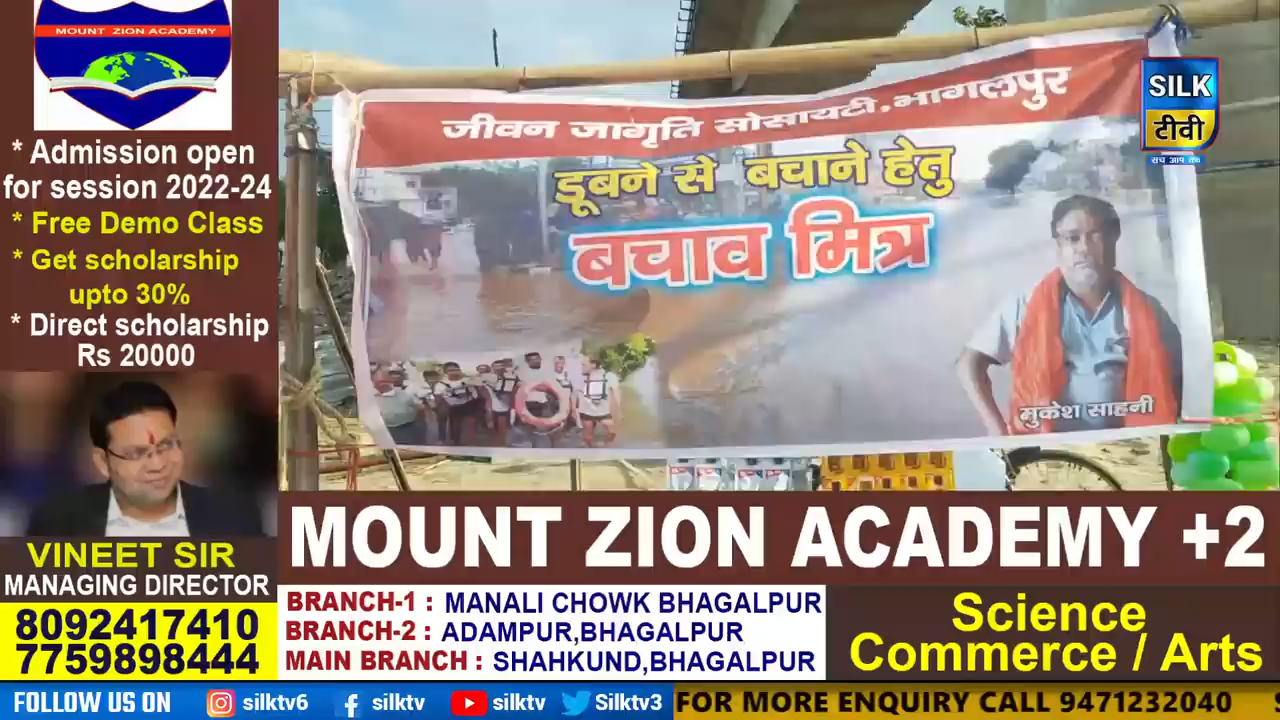 MOUNT ZION ACADEMY
* Admission open
for session 2022-24
* Free Demo Class
* Get scholarship
upto 30%
* Direct scholarship
Rs 20000
VINEET SIR
MANAGING DIRECTOR
8092417410
7759898444
जीवन जागृति सोसायटी, भागलपुर
डूबने से बचाने हेतु
बचाव मित्र
मुकेश साहनी
SILK
टीवी
सच आप तक
MOUNT ZION ACADEMY +2
BRANCH-1 : MANALI CHOWK BHAGALPUR
BRANCH-2 : ADAMPUR,BHAGALPUR
MAIN BRANCH : SHAHKUND,BHAGALPUR
Science
Commerce / Arts
FOLLOW US ON silktv6 silktv silktv Silktv3 FOR MORE ENQUIRY CALL 9471232040